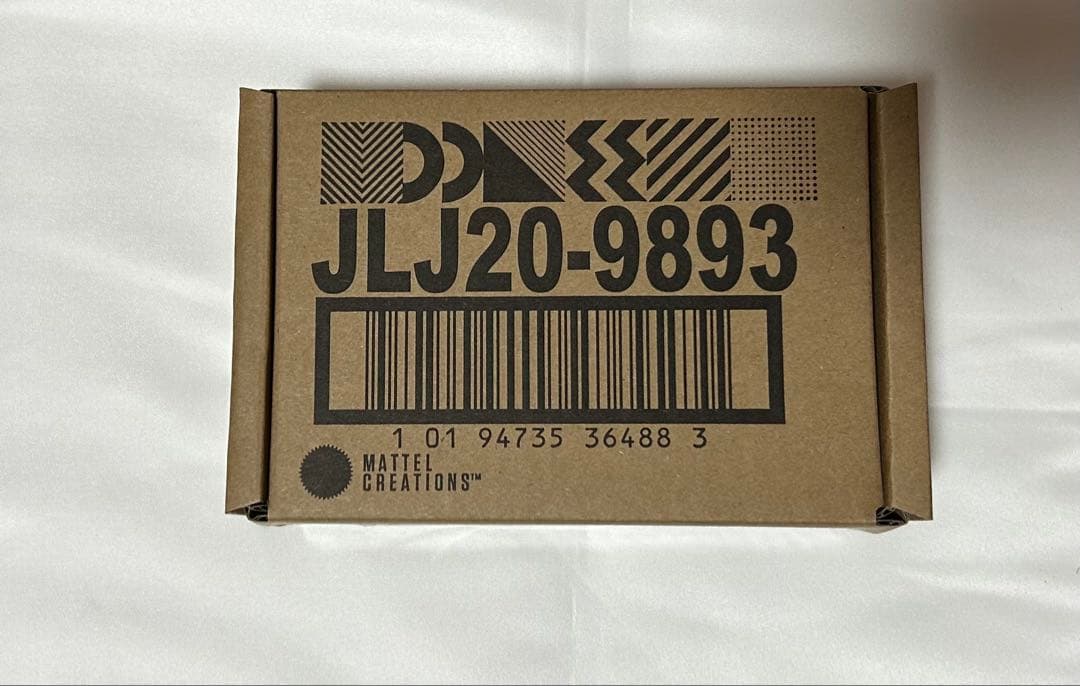 JLJ20-9893
1 01 94735 36488 3
MATTEL
CREATIONS™